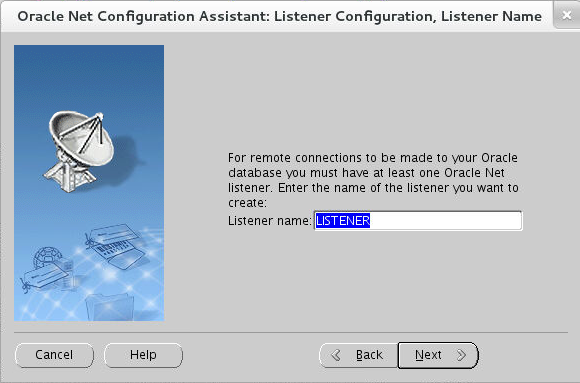 Oracle Net Configuration Assistant: Listener Configuration, Listener Name
For remote connections to be made to your Oracle
database you must have at least one Oracle Net
listener. Enter the name of the listener you want to
create:
Listener name: LISTENER
Cancel Help Back Next